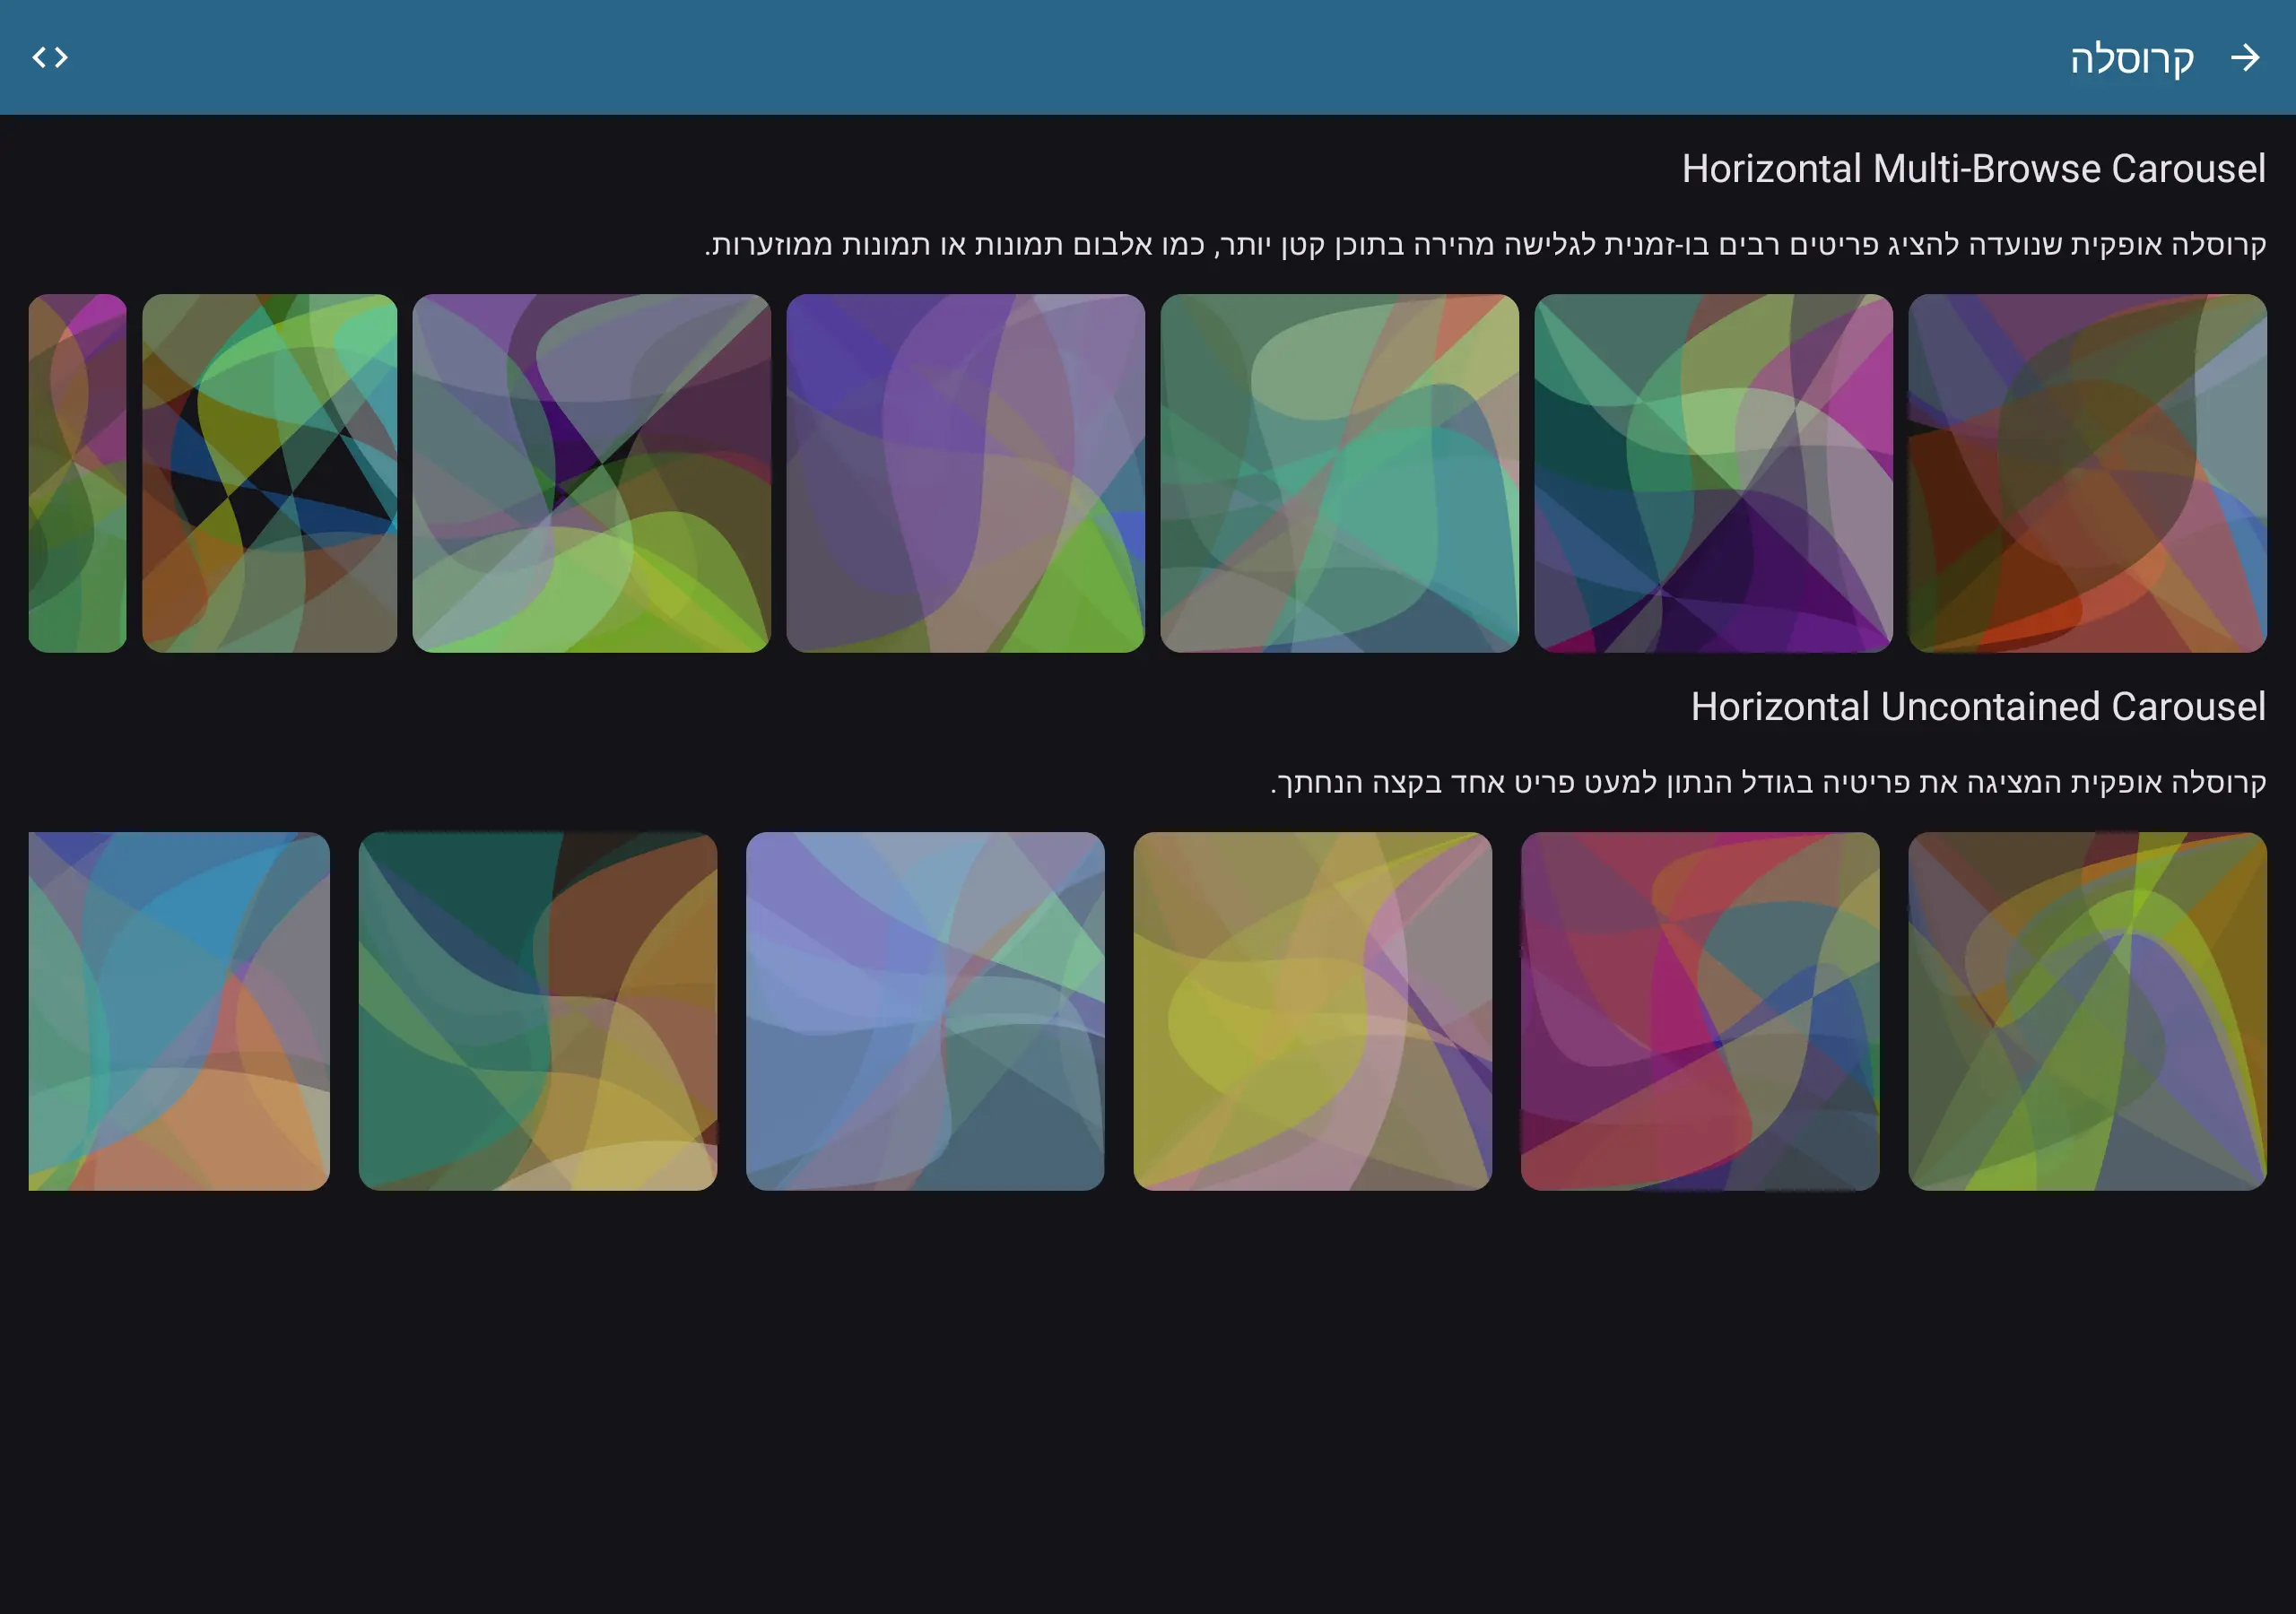 קרוסלה
Horizontal Multi-Browse Carousel
קרוסלה אופקית שנועדה להציג פריטים רבים בו-זמנית לגלישה מהירה בתוכן קטן יותר, כמו אלבום תמונות או תמונות ממוזערות.
Horizontal Uncontained Carousel
קרוסלה אופקית המציגה את פריטיה בגודל הנתון למעט פריט אחד בקצה הנחתך.